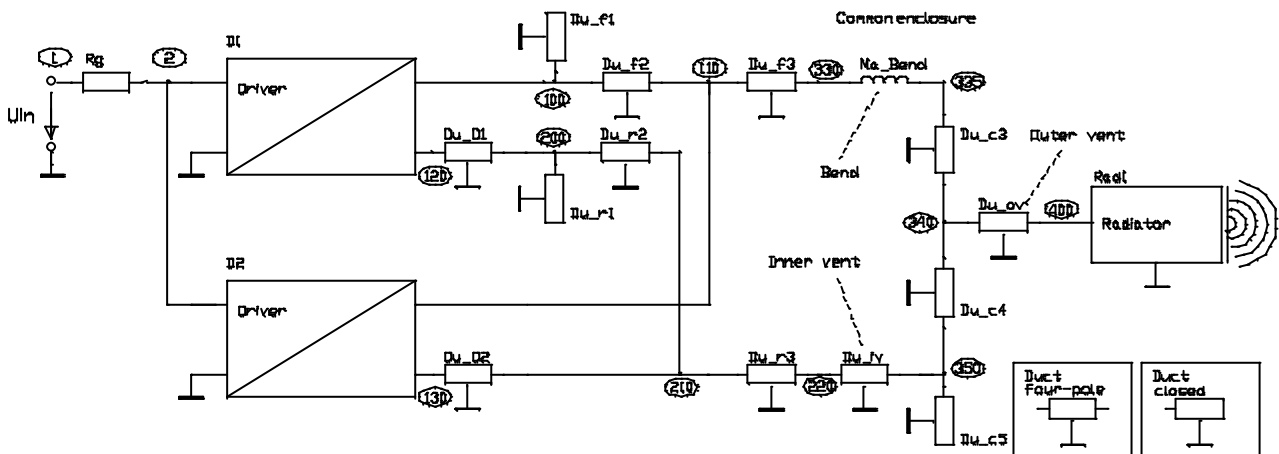 Common enclosure
Du_f1
D1
1
Rg
2
Driver
100
Du_f2
110
Du_f3
330
Ma_Bend
335
Uin
Du_D1
120
200
Du_r2
Du_r1
Bend
Du_c3
Outer vent
Rad1
Du_ov
400
340
Radiator
D2
Driver
Inner vent
Du_c4
Du_D2
130
210
Du_r3
220
Du_iv
350
Du_c5
Duct
four-pole
Duct
closed